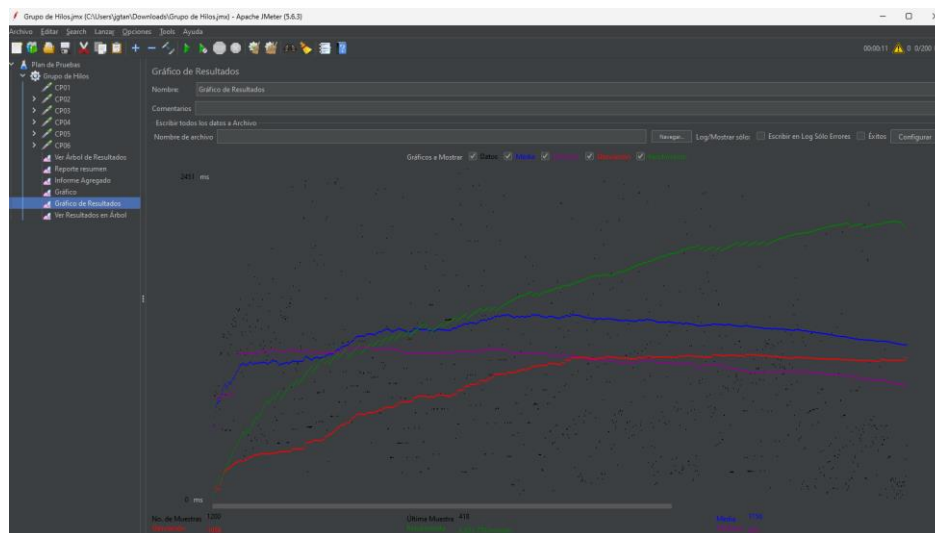 Grupo de Hilos.jmx (C:\Users\jgtan\Downloads\Grupo de Hilos.jmx) - Apache JMeter (5.6.3)
Archivo Editar Search Lanzar Opciones Tools Ayuda
00:00:11 0 0/200
Plan de Pruebas
Grupo de Hilos
CP01
CP02
CP03
CP04
CP05
CP06
Ver Árbol de Resultados
Reporte resumen
Informe Agregado
Gráfico
Gráfico de Resultados
Ver Resultados en Árbol
Gráfico de Resultados
Nombre: Gráfico de Resultados
Comentarios
Escribir todos los datos a Archivo
Nombre de archivo Navegar... Log/Mostrar sólo: Escribir en Log Sólo Errores Éxitos Configurar
Gráficos a Mostrar Datos Media
ms
0 ms
No. de Muestras 1200 Última Muestra 418 Media